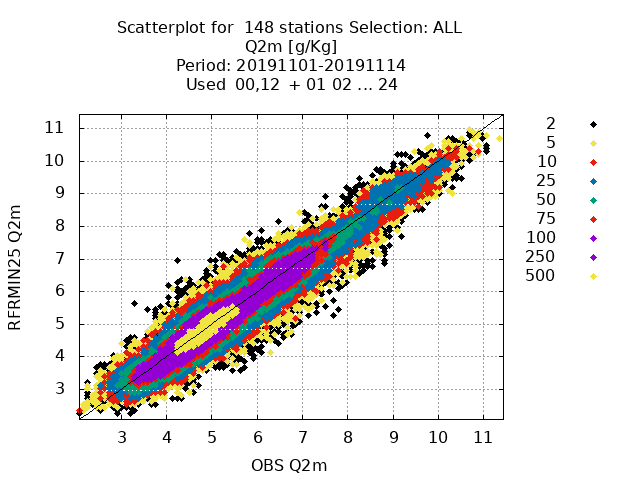 Scatterplot for 148 stations Selection: ALL
Q2m [g/Kg]
Period: 20191101-20191114
Used 00,12 + 01 02 ... 24
RFRMIN25 Q2m
11
10
9
8
7
6
5
4
3
3 4 5 6 7 8 9 10 11
OBS Q2m
2
5
10
25
50
75
100
250
500